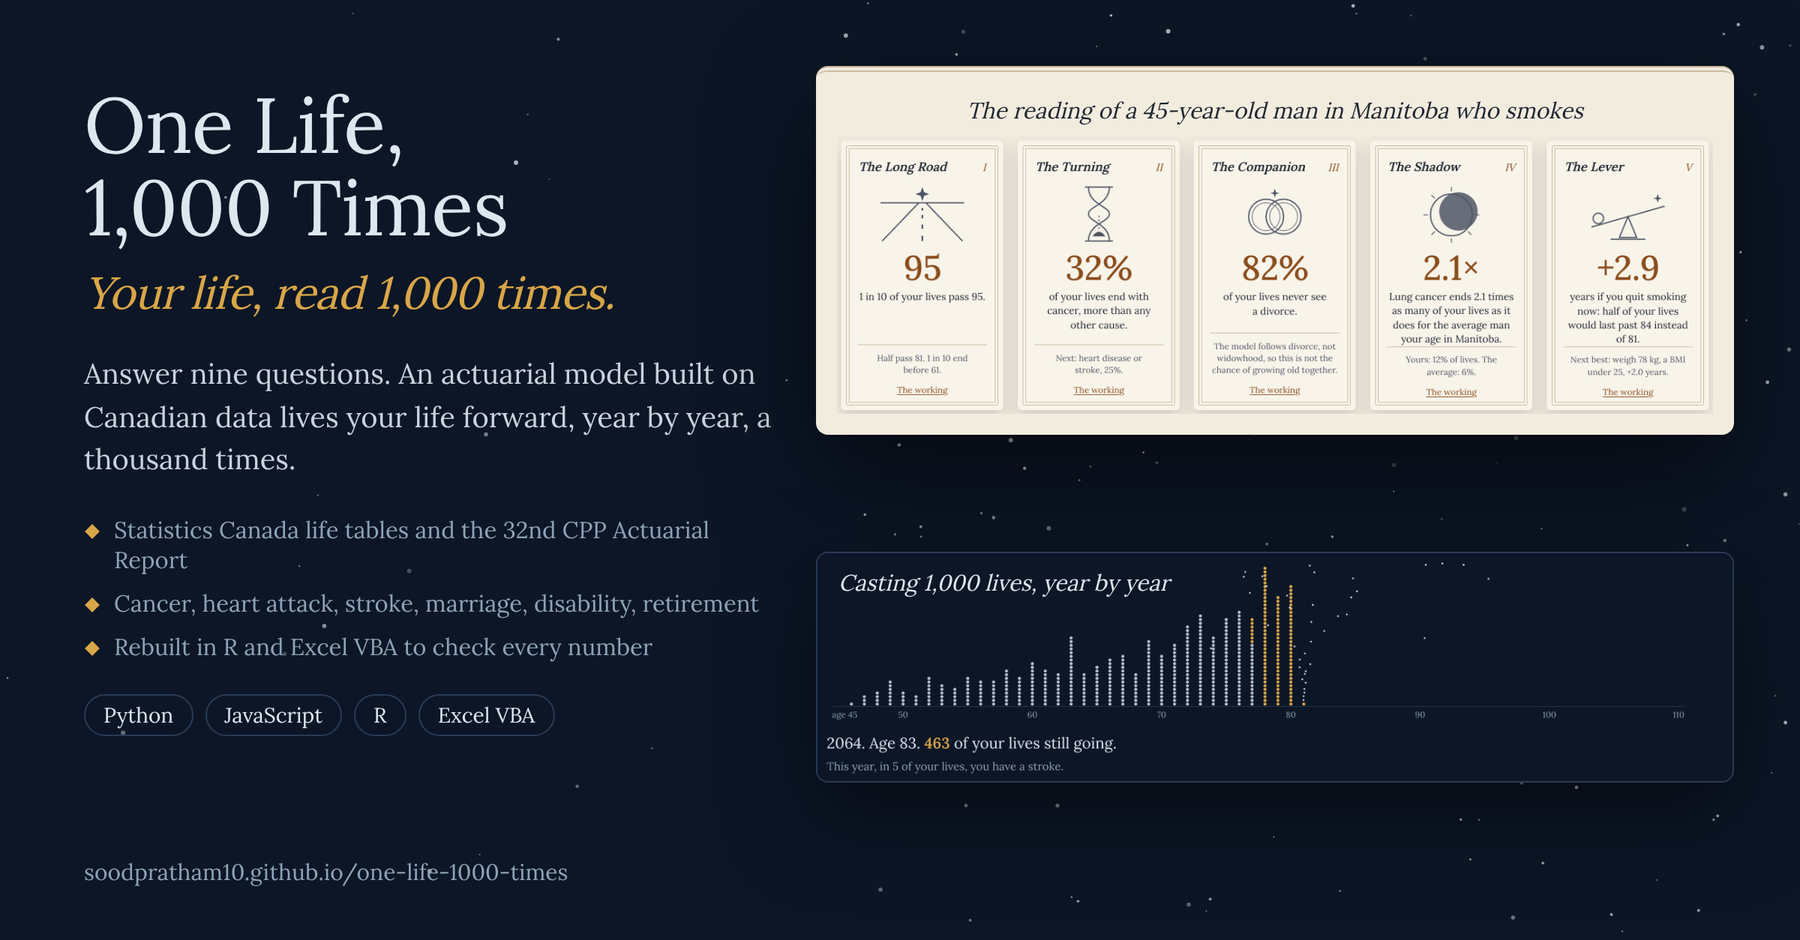 One Life,
1,000 Times
Your life, read 1,000 times.
Answer nine questions. An actuarial model built on
Canadian data lives your life forward, year by year, a
thousand times.
Statistics Canada life tables and the 32nd CPP Actuarial
Report
Cancer, heart attack, stroke, marriage, disability, retirement
Rebuilt in R and Excel VBA to check every number
Python JavaScript R Excel VBA
soodpratham10.github.io/one-life-1000-times
The reading of a 45-year-old man in Manitoba who smokes
The Long Road I
95
1 in 10 of your lives pass 95.
Half pass 81. 1 in 10 end
before 61.
The working
The Turning II
32%
of your lives end with
cancer, more than any
other cause.
Next: heart disease or
stroke, 25%.
The working
The Companion III
82%
of your lives never see
a divorce.
The model follows divorce, not
widowhood, so this is not the
chance of growing old together.
The working
The Shadow IV
2.1×
Lung cancer ends 2.1 times
as many of your lives as it
does for the average man
your age in Manitoba.
Yours: 12% of lives. The
average: 6%.
The working
The Lever V
+2.9
years if you quit smoking
now: half of your lives
would last past 84 instead
of 81.
Next best: weigh 78 kg, a BMI
under 25, +2.0 years.
The working
Casting 1,000 lives, year by year
age 45 50 60 70 80 90 100 110
2064. Age 83. 463 of your lives still going.
This year, in 5 of your lives, you have a stroke.